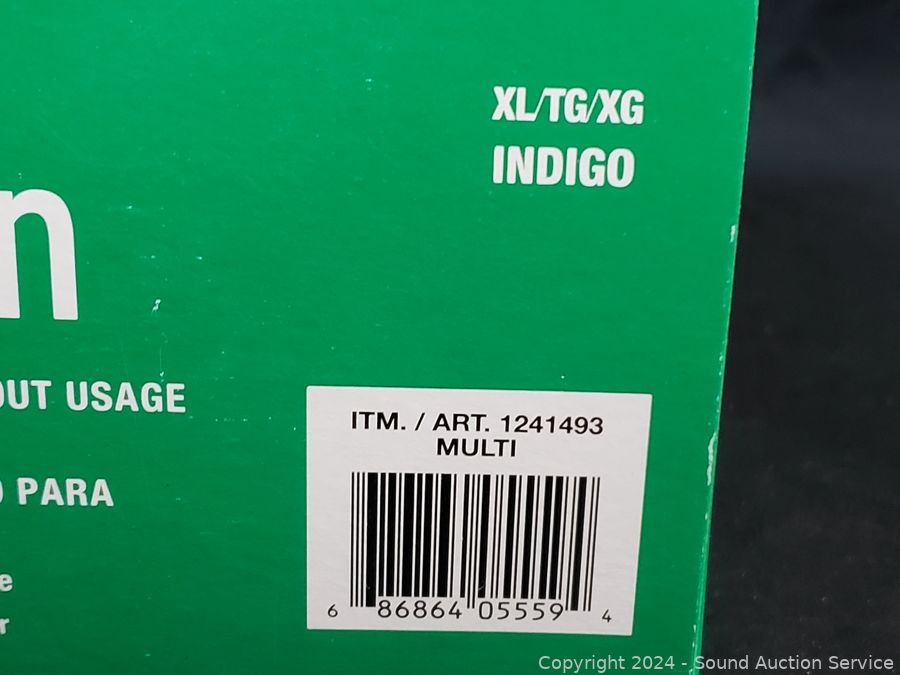 XL/TG/XG
INDIGO
n
OUT USAGE
ITM. / ART. 1241493
MULTI
PARA
e
r
6 86864 05559 4
Copyright 2024 - Sound Auction Service